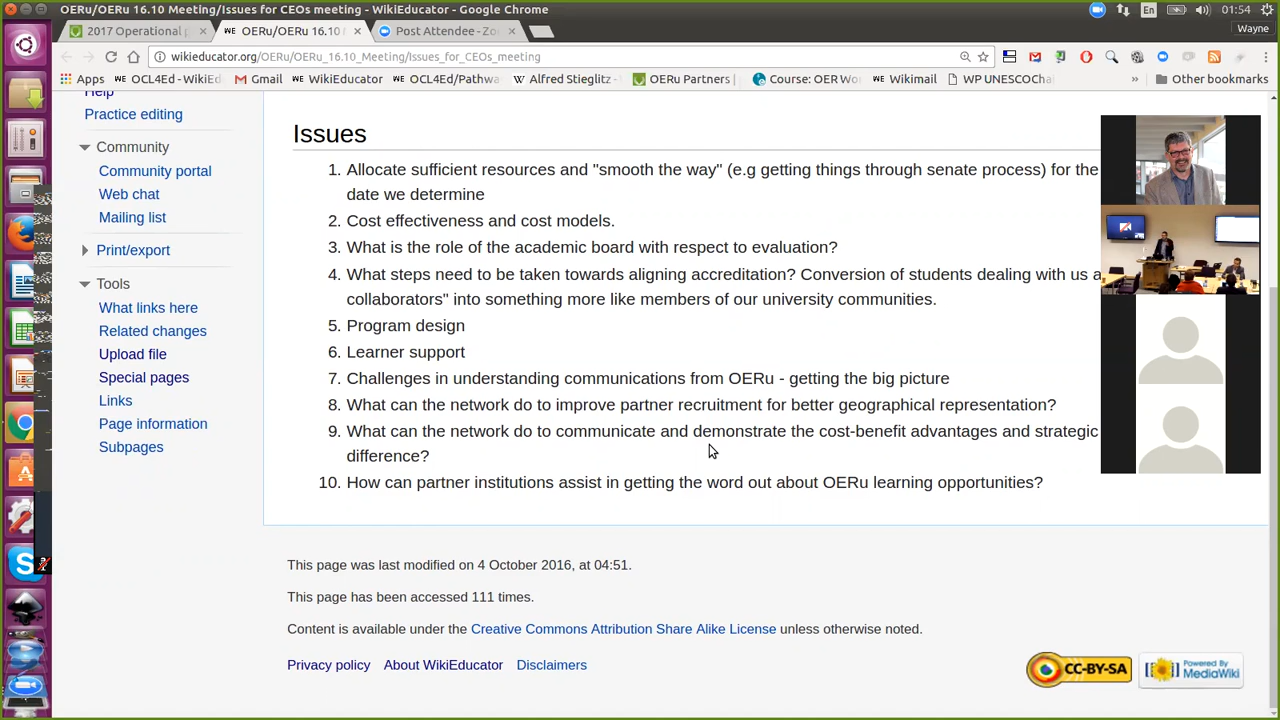 OERu/OERu 16.10 Meeting/Issues for CEOs meeting - WikiEducator - Google Chrome
En
01:54
2017 Operational p
OERu/OERu 16.10 M
Post Attendee - Zo
Wayne
wikieducator.org/OERu/OERu_16.10_Meeting/Issues_for_CEOs_meeting
Apps
OCL4Ed - WikiEd
Gmail
WikiEducator
OCL4Ed/Pathwa
Alfred Stieglitz -
OERu Partners
Course: OER Wo
Wikimail
WP UNESCOCha
»
Other bookmarks
Help
Practice editing
Community
Community portal
Web chat
Mailing list
Print/export
Tools
What links here
Related changes
Upload file
Special pages
Links
Page information
Subpages
Issues
1. Allocate sufficient resources and "smooth the way" (e.g getting things through senate process) for the
date we determine
2. Cost effectiveness and cost models.
3. What is the role of the academic board with respect to evaluation?
4. What steps need to be taken towards aligning accreditation? Conversion of students dealing with us a
collaborators" into something more like members of our university communities.
5. Program design
6. Learner support
7. Challenges in understanding communications from OERu - getting the big picture
8. What can the network do to improve partner recruitment for better geographical representation?
9. What can the network do to communicate and demonstrate the cost-benefit advantages and strategic
difference?
10. How can partner institutions assist in getting the word out about OERu learning opportunities?
This page was last modified on 4 October 2016, at 04:51.
This page has been accessed 111 times.
Content is available under the Creative Commons Attribution Share Alike License unless otherwise noted.
Privacy policy
About WikiEducator
Disclaimers
CC-BY-SA
Powered By
MediaWiki